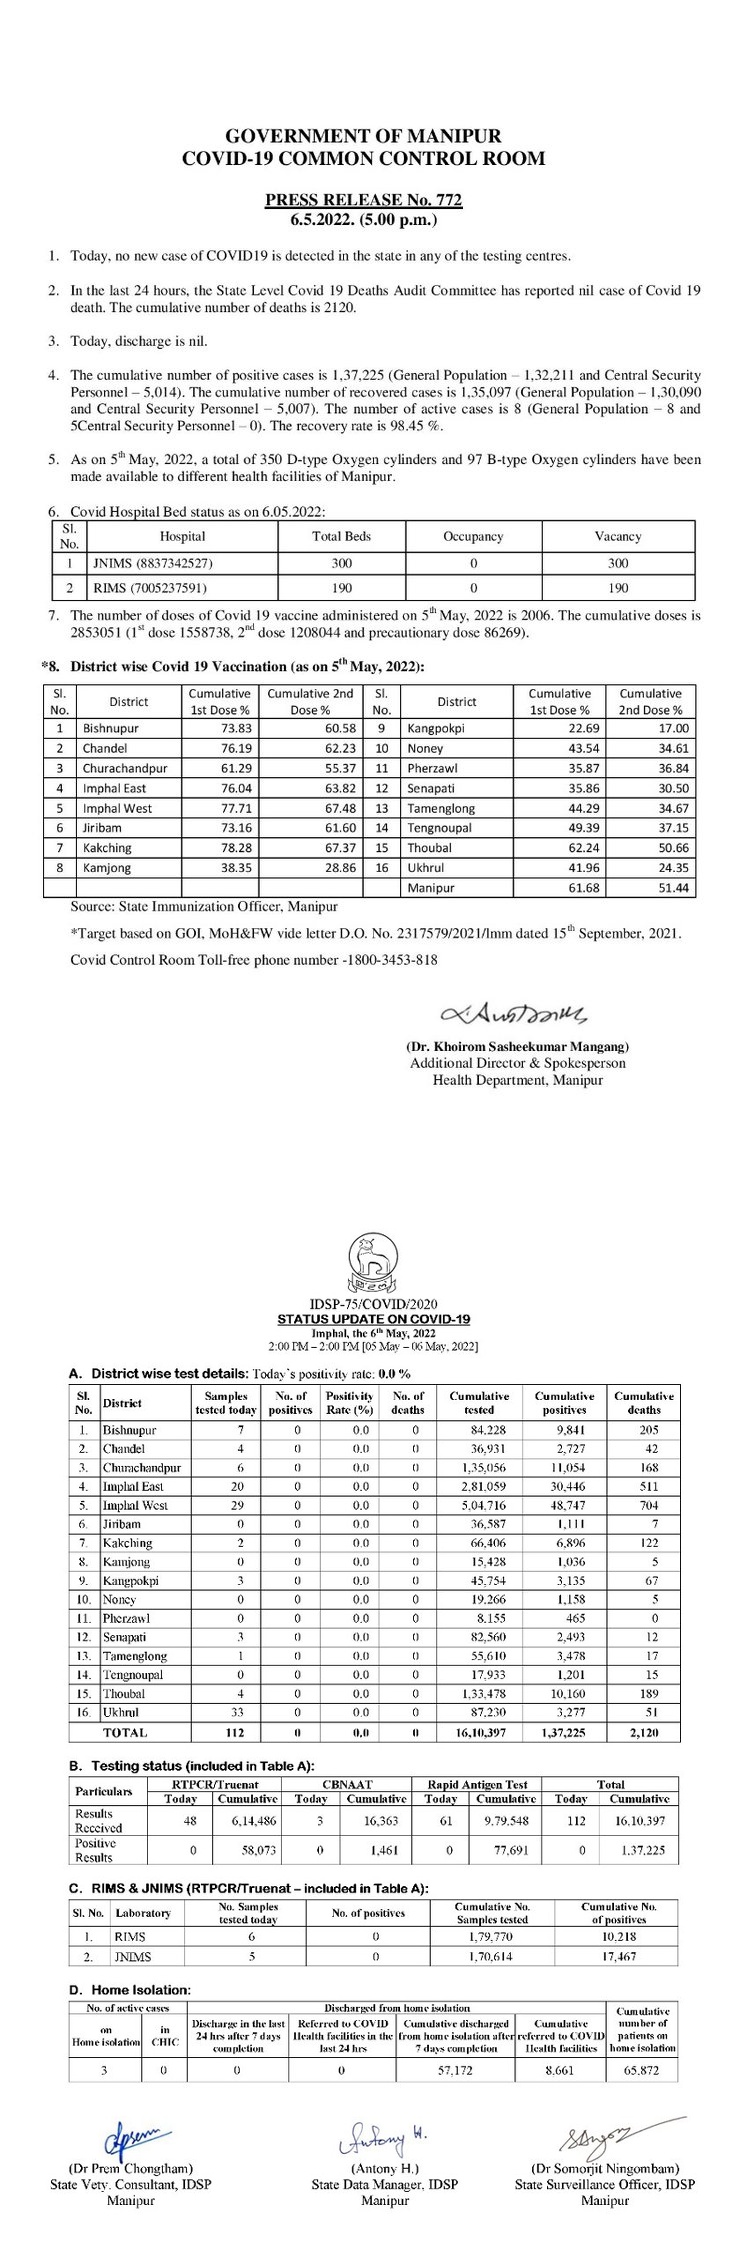 GOVERNMENT OF MANIPUR
COVID-19 COMMON CONTROL ROOM
PRESS RELEASE No. 772
6.5.2022. (5.00 p.m.)
1. Today, no new case of COVID19 is detected in the state in any of the testing centres.
2. In the last 24 hours, the State Level Covid 19 Deaths Audit Committee has reported nil case of Covid 19
death. The cumulative number of deaths is 2120.
3. Today, discharge is nil.
4. The cumulative number of positive cases is 1,37,225 (General Population – 1,32,211 and Central Security
Personnel – 5,014). The cumulative number of recovered cases is 1,35,097 (General Population – 1,30,090
and Central Security Personnel – 5,007). The number of active cases is 8 (General Population – 8 and
5Central Security Personnel – 0). The recovery rate is 98.45 %.
5. As on 5th May, 2022, a total of 350 D-type Oxygen cylinders and 97 B-type Oxygen cylinders have been
made available to different health facilities of Manipur.
6. Covid Hospital Bed status as on 6.05.2022:
Sl. No. Hospital Total Beds Occupancy Vacancy
1 JNIMS (8837342527) 300 0 300
2 RIMS (7005237591) 190 0 190
7. The number of doses of Covid 19 vaccine administered on 5th May, 2022 is 2006. The cumulative doses is
2853051 (1st dose 1558738, 2nd dose 1208044 and precautionary dose 86269).
*8. District wise Covid 19 Vaccination (as on 5th May, 2022):
Sl. No. District Cumulative 1st Dose % Cumulative 2nd Dose % Sl. No. District Cumulative 1st Dose % Cumulative 2nd Dose %
1 Bishnupur 73.83 60.58 9 Kangpokpi 22.69 17.00
2 Chandel 76.19 62.23 10 Noney 43.54 34.61
3 Churachandpur 61.29 55.37 11 Pherzawl 35.87 36.84
4 Imphal East 76.04 63.82 12 Senapati 35.86 30.50
5 Imphal West 77.71 67.48 13 Tamenglong 44.29 34.67
6 Jiribam 73.16 61.60 14 Tengnoupal 49.39 37.15
7 Kakching 78.28 67.37 15 Thoubal 62.24 50.66
8 Kamjong 38.35 28.86 16 Ukhrul 41.96 24.35
Manipur 61.68 51.44
Source: State Immunization Officer, Manipur
*Target based on GOI, MoH&FW vide letter D.O. No. 2317579/2021/Imm dated 15th September, 2021.
Covid Control Room Toll-free phone number -1800-3453-818
(Dr. Khoirom Sasheekumar Mangang)
Additional Director & Spokesperson
Health Department, Manipur
IDSP-75/COVID/2020
STATUS UPDATE ON COVID-19
Imphal, the 6th May, 2022
2:00 PM – 2:00 PM [05 May – 06 May, 2022]
A. District wise test details: Today's positivity rate: 0.0 %
Sl. No. District Samples tested today No. of positives Positivity Rate (%) No. of deaths Cumulative tested Cumulative positives Cumulative deaths
1. Bishnupur 7 0 0.0 0 84,228 9,841 205
2. Chandel 4 0 0.0 0 36,931 2,727 42
3. Churachandpur 6 0 0.0 0 1,35,056 11,054 168
4. Imphal East 20 0 0.0 0 2,81,059 30,446 511
5. Imphal West 29 0 0.0 0 5,04,716 48,747 704
6. Jiribam 0 0 0.0 0 36,587 1,111 7
7. Kakching 2 0 0.0 0 66,406 6,896 122
8. Kamjong 0 0 0.0 0 15,428 1,036 5
9. Kangpokpi 3 0 0.0 0 45,754 3,135 67
10. Noney 0 0 0.0 0 19,266 1,158 5
11. Pherzawl 0 0 0.0 0 8,155 465 0
12. Senapati 3 0 0.0 0 82,560 2,493 12
13. Tamenglong 1 0 0.0 0 55,610 3,478 17
14. Tengnoupal 0 0 0.0 0 17,933 1,201 15
15. Thoubal 4 0 0.0 0 1,33,478 10,160 189
16. Ukhrul 33 0 0.0 0 87,230 3,277 51
TOTAL 112 0 0.0 0 16,10,397 1,37,225 2,120
B. Testing status (included in Table A):
Particulars RTPCR/Truenat CBNAAT Rapid Antigen Test Total
Today Cumulative Today Cumulative Today Cumulative Today Cumulative
Results Received 48 6,14,486 3 16,363 61 9,79,548 112 16,10,397
Positive Results 0 58,073 0 1,461 0 77,691 0 1,37,225
C. RIMS & JNIMS (RTPCR/Truenat – included in Table A):
Sl. No. Laboratory No. Samples tested today No. of positives Cumulative No. Samples tested Cumulative No. of positives
1. RIMS 6 0 1,79,770 10,218
2. JNIMS 5 0 1,70,614 17,467
D. Home Isolation:
No. of active cases Discharged from home isolation Cumulative number of patients on home isolation
on Home isolation in CHIC Discharge in the last 24 hrs after 7 days completion Referred to COVID Health facilities in the last 24 hrs Cumulative discharged from home isolation after 7 days completion Cumulative referred to COVID Health facilities
3 0 0 0 57,172 8,661 65,872
Antony H.
(Dr Prem Chongtham) (Antony H.) (Dr Somorjit Ningombam)
State Vety. Consultant, IDSP State Data Manager, IDSP State Surveillance Officer, IDSP
Manipur Manipur Manipur